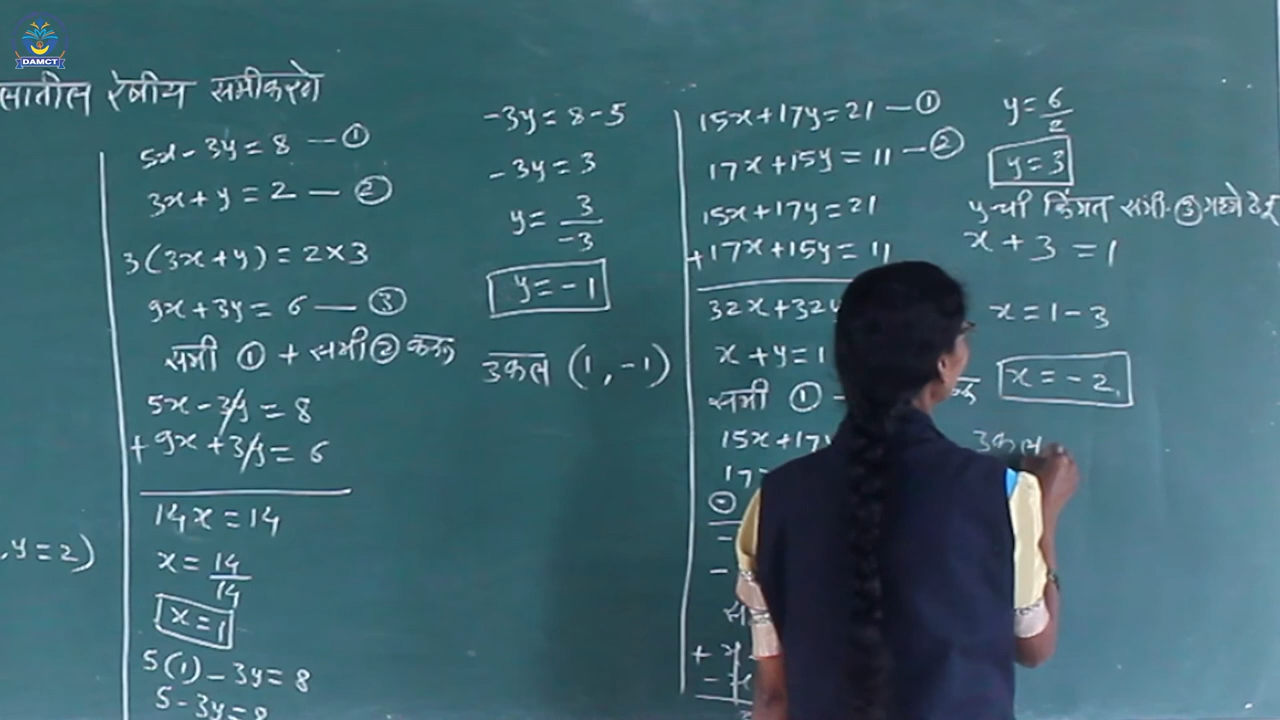 DAMCT
रेषीय समीकरणे
5x - 3y = 8 — ①
3x + y = 2 — ②
3(3x + y) = 2 × 3
9x + 3y = 6 — ③
समी ① + समी ② करून
5x - 3y = 8
+ 9x + 3y = 6
14x = 14
x = 14/14
x = 1
5(1) - 3y = 8
5 - 3y = 8
, y = 2)
-3y = 8 - 5
-3y = 3
y = 3/-3
y = -1
उकल (1, -1)
15x + 17y = 21 — ①
17x + 15y = 11 — ②
15x + 17y = 21
+ 17x + 15y = 11
32x + 32y
x + y = 1
समी ① -
15x + 17y
y = 6/2
y = 3
y ची किंमत समी. ③ मध्ये
x + 3 = 1
x = 1 - 3
x = -2
उकल